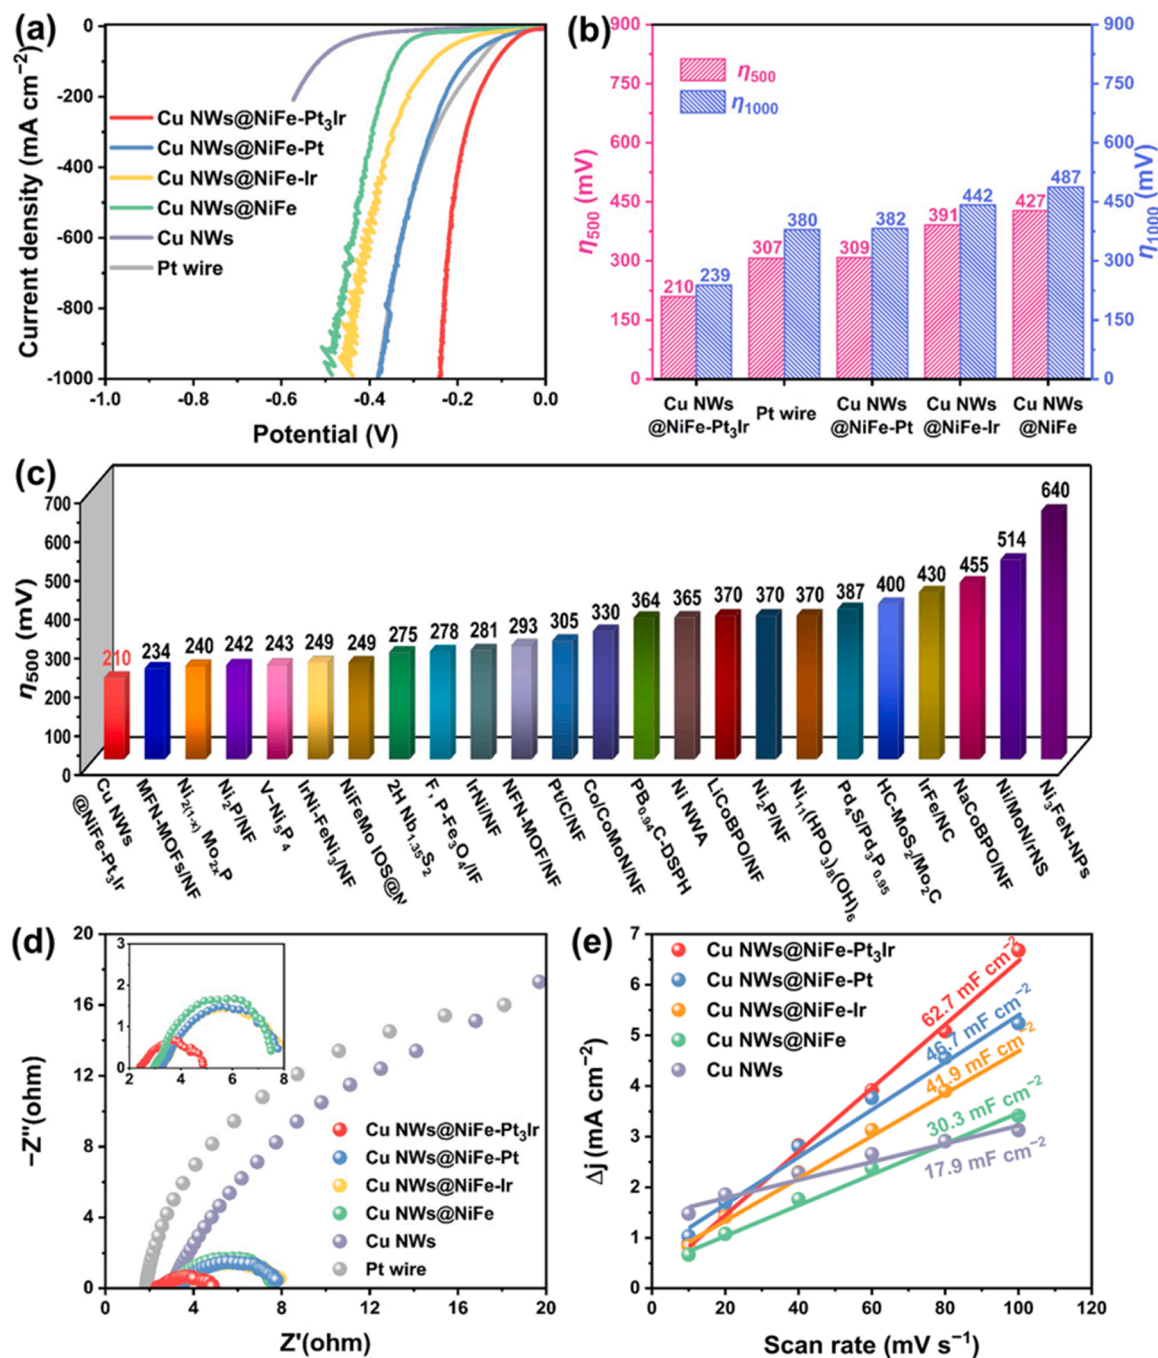 (a)
0
-200
-400
-600
-800
-1000
Current density (mA cm⁻²)
Cu NWs@NiFe-Pt₃Ir
Cu NWs@NiFe-Pt
Cu NWs@NiFe-Ir
Cu NWs@NiFe
Cu NWs
Pt wire
-1.0
-0.8
-0.6
-0.4
-0.2
0.0
Potential (V)
(b)
900
750
600
450
300
150
0
η₅₀₀ (mV)
η₅₀₀
η₁₀₀₀
210
239
307
380
309
382
391
442
427
487
900
750
600
450
300
150
0
η₁₀₀₀ (mV)
Cu NWs
@NiFe-Pt₃Ir
Pt wire
Cu NWs
@NiFe-Pt
Cu NWs
@NiFe-Ir
Cu NWs
@NiFe
(c)
700
600
500
400
300
200
100
0
η₅₀₀ (mV)
210
234
240
242
243
249
249
275
278
281
293
305
330
364
365
370
370
370
387
400
430
455
514
640
Cu NWs
@NiFe-Pt₃Ir
MFN-MOFs/NF
Ni₂₍₁₋ₓ₎ Mo₂ₓP
Ni₂P/NF
V-Ni₅P₄
IrNi-FeNi₃/NF
NiFeMo IOS@N
2H Nb₁.₃₅S₂
F, P-Fe₃O₄/IF
IrNi/NF
NFN-MOF/NF
Pt/C/NF
Co/CoMoN/NF
PB₀.₉₄C-DSPH
Ni NWA
LiCoBPO/NF
Ni₂P/NF
Ni₁₁(HPO₃)₈(OH)₆
Pd₄S/Pd₃P₀.₉₅
HC-MoS₂/Mo₂C
IrFe/NC
NaCoBPO/NF
Ni/MoN/rNS
Ni₃FeN-NPs
(d)
20
16
12
8
4
0
−Z''(ohm)
3
2
1
0
2
4
6
8
Cu NWs@NiFe-Pt₃Ir
Cu NWs@NiFe-Pt
Cu NWs@NiFe-Ir
Cu NWs@NiFe
Cu NWs
Pt wire
0
4
8
12
16
20
Z'(ohm)
(e)
7
6
5
4
3
2
1
0
Δj (mA cm⁻²)
Cu NWs@NiFe-Pt₃Ir
Cu NWs@NiFe-Pt
Cu NWs@NiFe-Ir
Cu NWs@NiFe
Cu NWs
62.7 mF cm⁻²
46.7 mF cm⁻²
41.9 mF cm⁻²
30.3 mF cm⁻²
17.9 mF cm⁻²
0
20
40
60
80
100
120
Scan rate (mV s⁻¹)